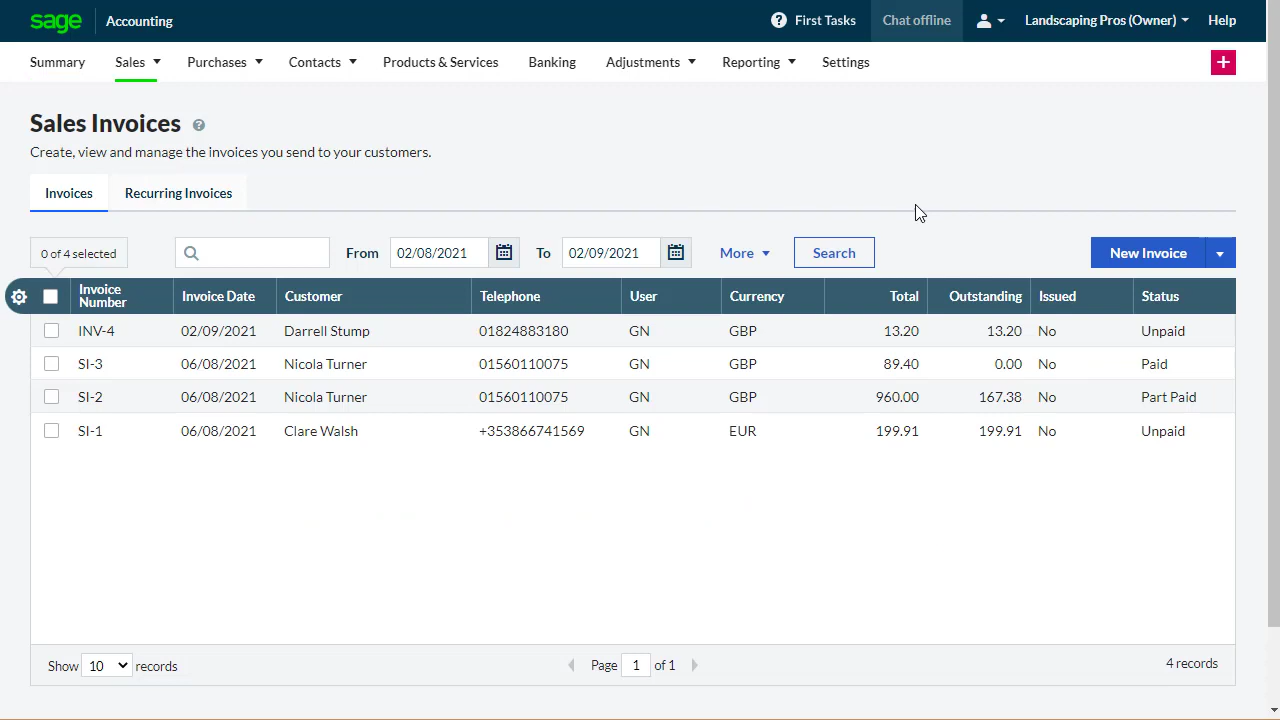 sage Accounting First Tasks Chat offline Landscaping Pros (Owner) Help
Summary Sales Purchases Contacts Products & Services Banking Adjustments Reporting Settings +
Sales Invoices ?
Create, view and manage the invoices you send to your customers.
Invoices Recurring Invoices
0 of 4 selected From 02/08/2021 To 02/09/2021 More Search New Invoice
Invoice Number Invoice Date Customer Telephone User Currency Total Outstanding Issued Status
INV-4 02/09/2021 Darrell Stump 01824883180 GN GBP 13.20 13.20 No Unpaid
SI-3 06/08/2021 Nicola Turner 01560110075 GN GBP 89.40 0.00 No Paid
SI-2 06/08/2021 Nicola Turner 01560110075 GN GBP 960.00 167.38 No Part Paid
SI-1 06/08/2021 Clare Walsh +353866741569 GN EUR 199.91 199.91 No Unpaid
Show 10 records Page 1 of 1 4 records